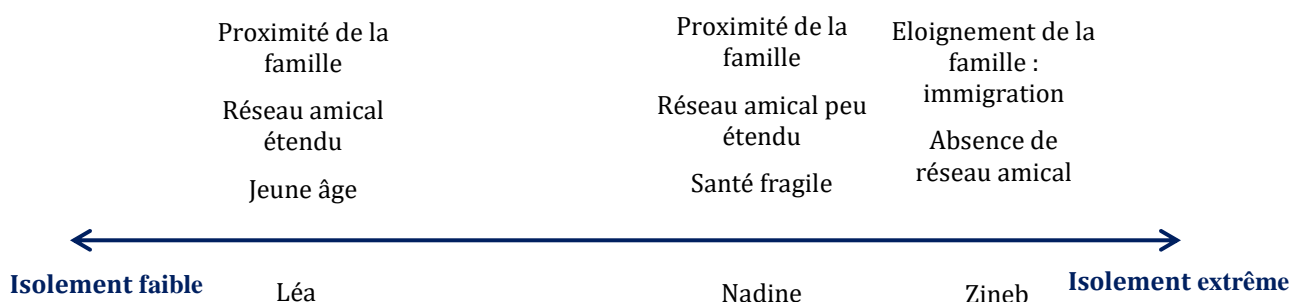 Proximité de la
famille
Réseau amical
étendu
Jeune âge
Proximité de la
famille
Réseau amical peu
étendu
Santé fragile
Eloignement de la
famille :
immigration
Absence de
réseau amical
Isolement faible
Léa
Nadine
Zineb
Isolement extrême